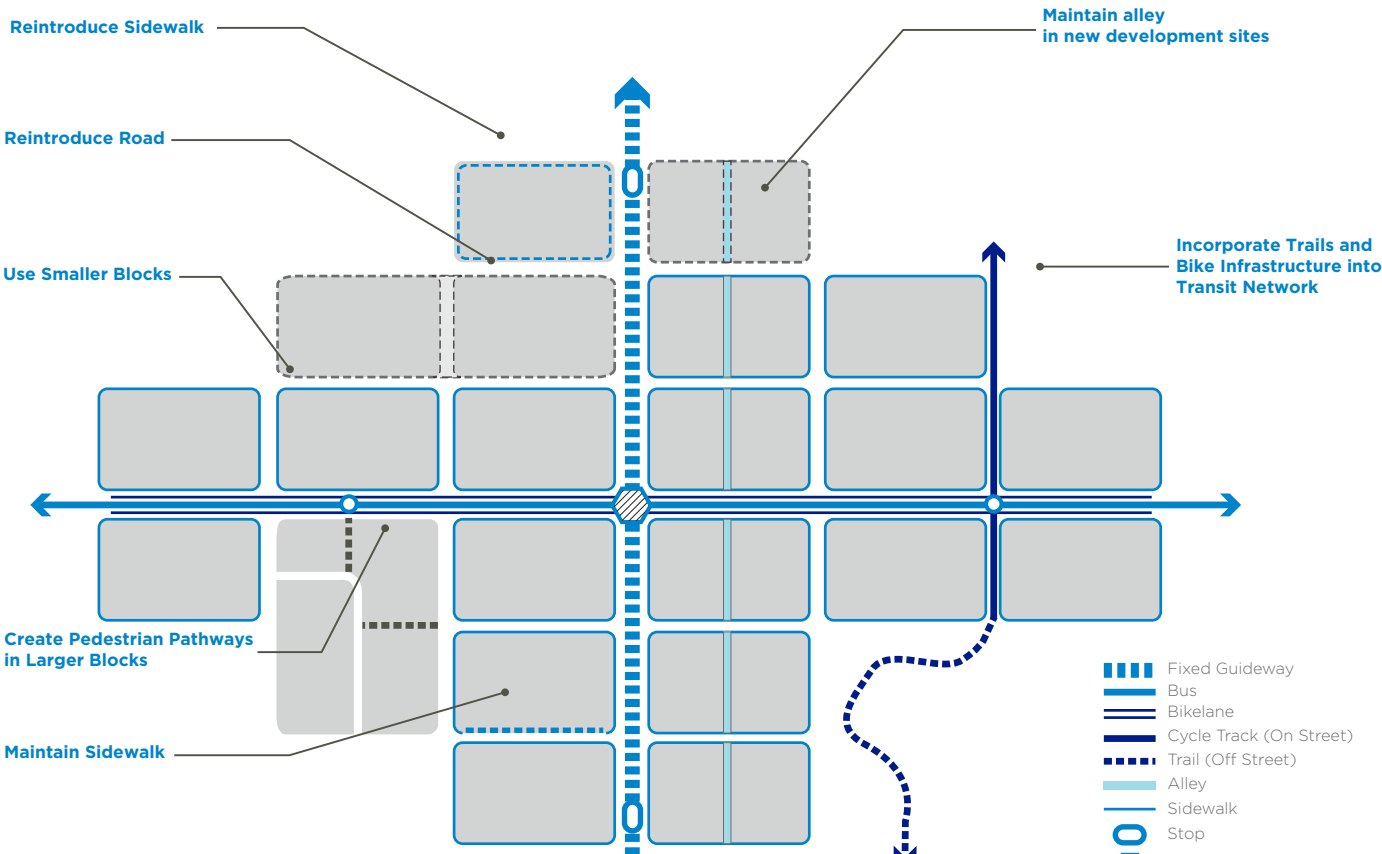 Reintroduce Sidewalk
Maintain alley
in new development sites
Reintroduce Road
Incorporate Trails and
Bike Infrastructure into
Transit Network
Use Smaller Blocks
Create Pedestrian Pathways
in Larger Blocks
Maintain Sidewalk
Fixed Guideway
Bus
Bikelane
Cycle Track (On Street)
Trail (Off Street)
Alley
Sidewalk
Stop